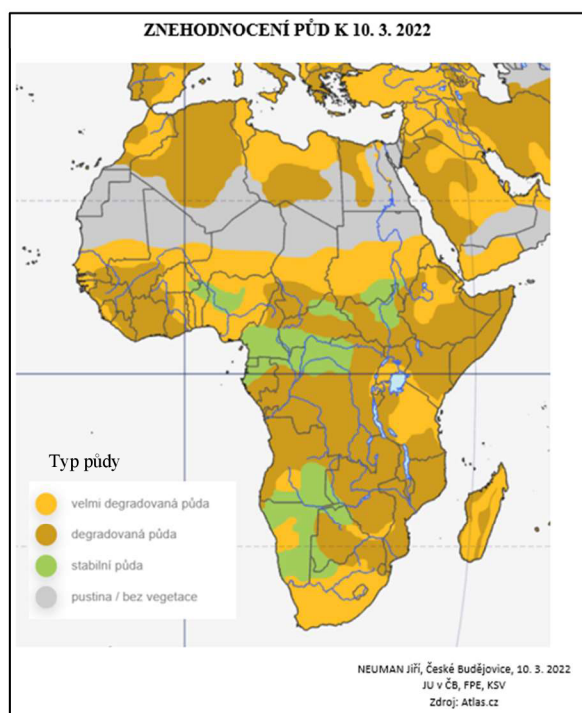 ZNEHODNOCENÍ PŮD K 10. 3. 2022
Typ půdy
velmi degradovaná půda
degradovaná půda
stabilní půda
pustina / bez vegetace
NEUMAN Jiří, České Budějovice, 10. 3. 2022
JU v ČB, FPE, KSV
Zdroj: Atlas.cz